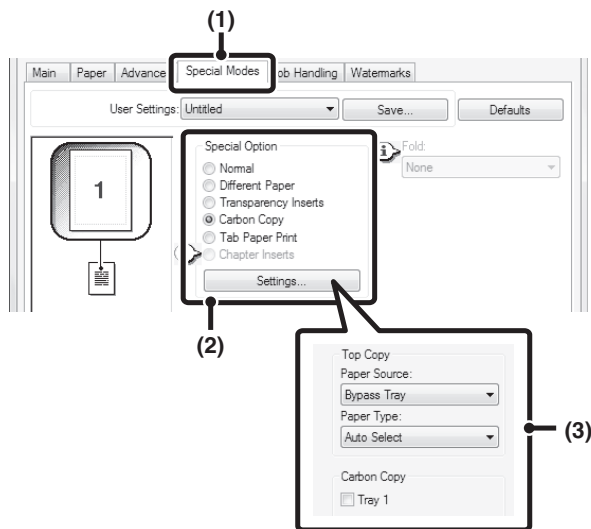 (1)
Main Paper Advance Special Modes ob Handling Watermarks
User Settings: Untitled Save... Defaults
Special Option
Fold:
Normal
None
Different Paper
1
Transparency Inserts
Carbon Copy
Tab Paper Print
Chapter Inserts
Settings...
(2)
Top Copy
Paper Source:
Bypass Tray
Paper Type:
(3)
Auto Select
Carbon Copy
Tray 1